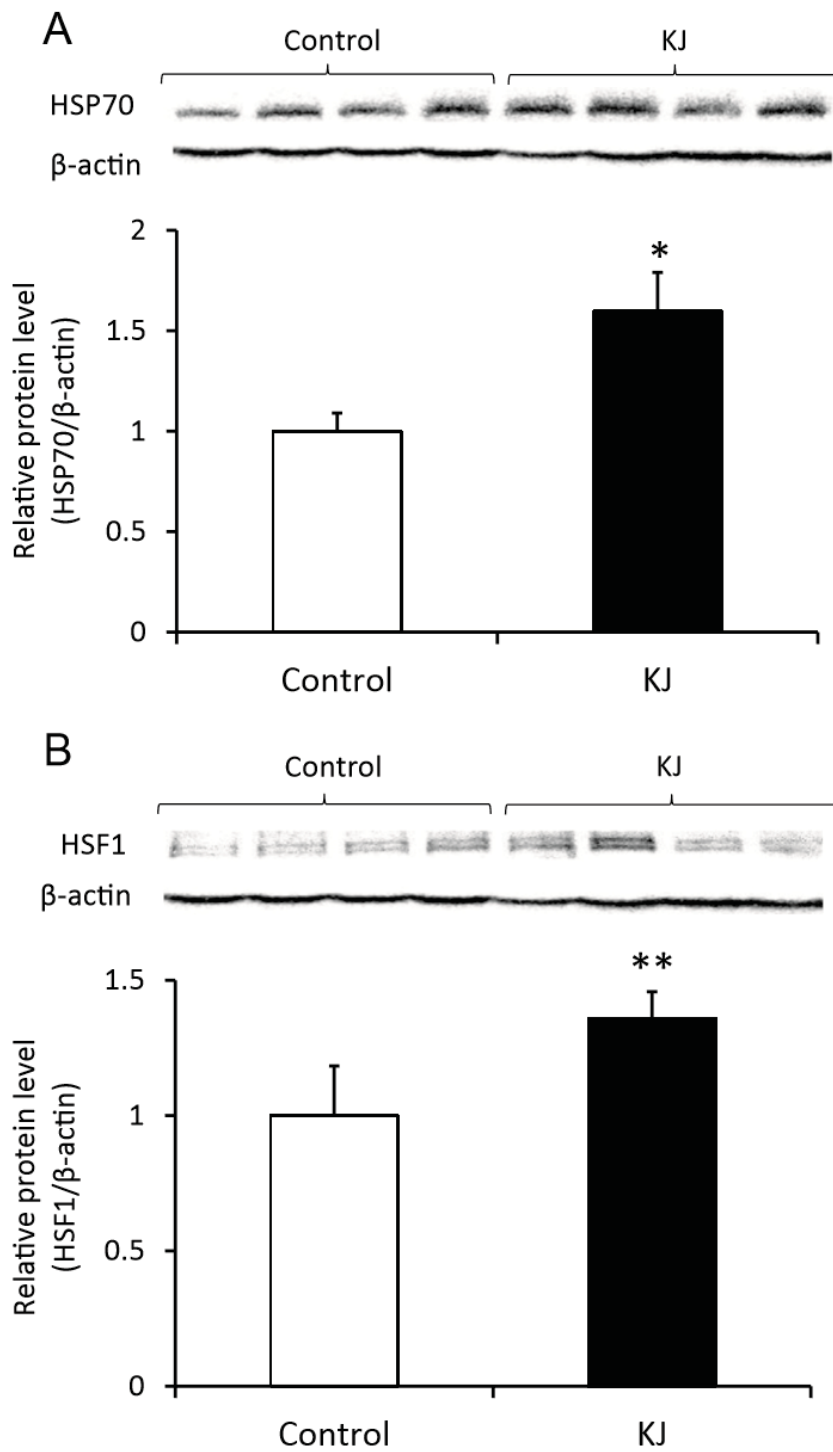 A
Control KJ
HSP70
β-actin
Relative protein level
(HSP70/β-actin)
2
1.5
1
0.5
0
*
Control KJ
B
Control KJ
HSF1
β-actin
Relative protein level
(HSF1/β-actin)
1.5
1
0.5
0
**
Control KJ